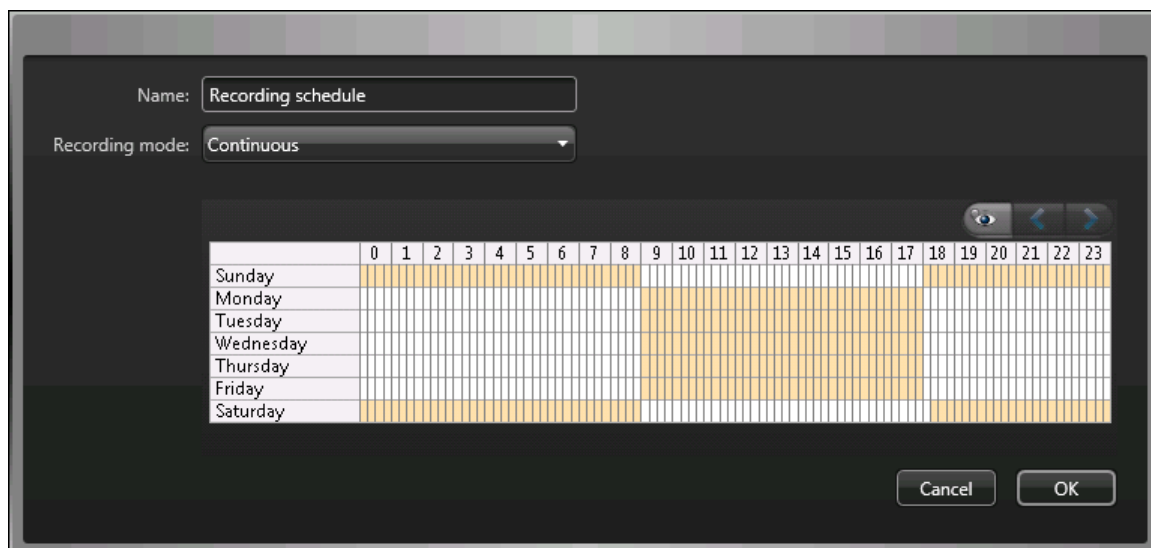 Name: Recording schedule
Recording mode: Continuous
0 1 2 3 4 5 6 7 8 9 10 11 12 13 14 15 16 17 18 19 20 21 22 23
Sunday
Monday
Tuesday
Wednesday
Thursday
Friday
Saturday
Cancel OK